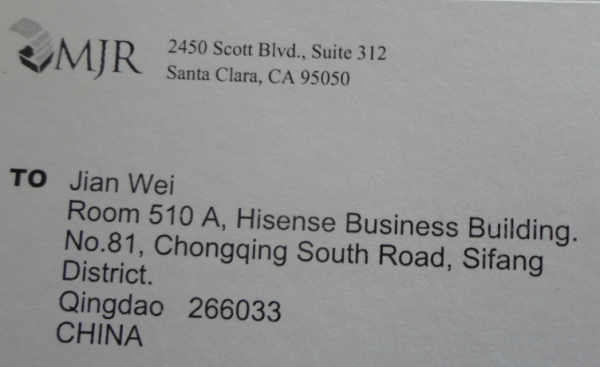 MJR
2450 Scott Blvd., Suite 312
Santa Clara, CA 95050
TO Jian Wei
Room 510 A, Hisense Business Building.
No.81, Chongqing South Road, Sifang
District.
Qingdao 266033
CHINA